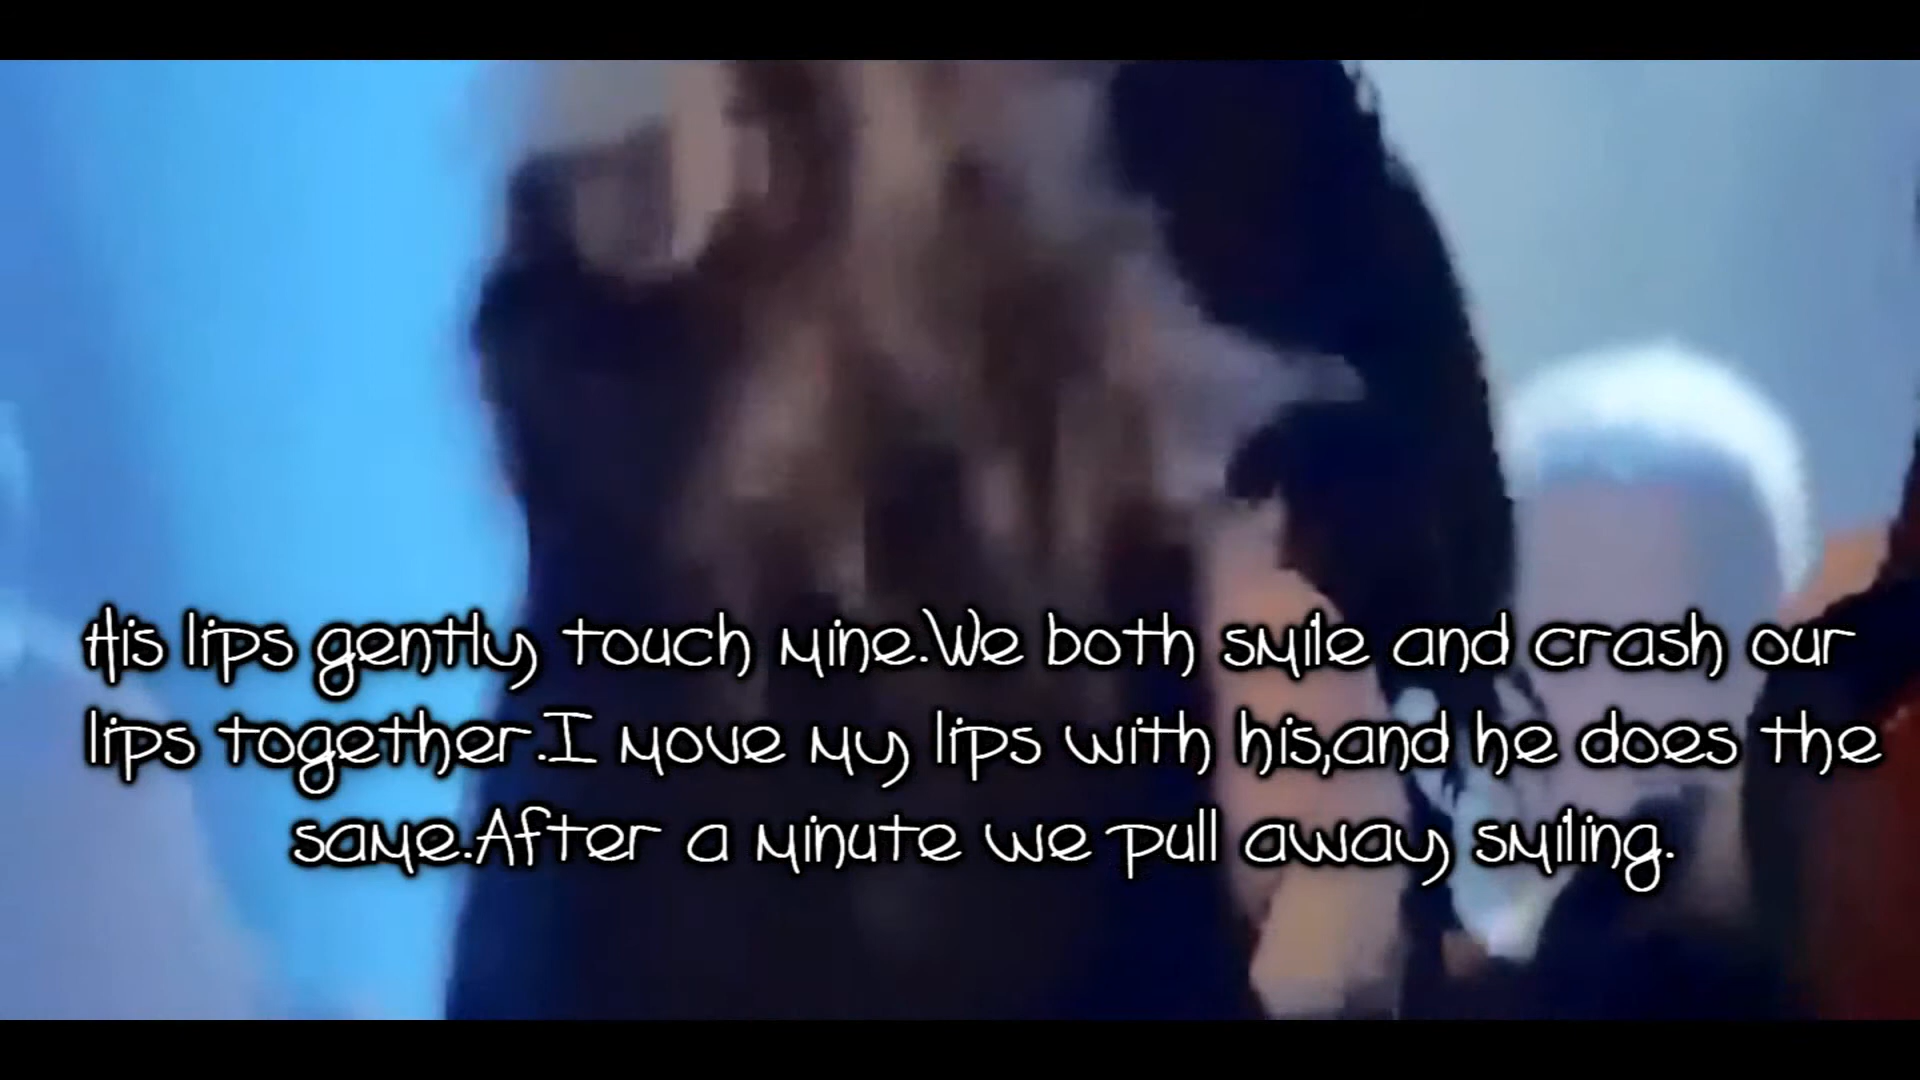 His lips gently touch mine.We both smile and crash our
lips together.I move my lips with his,and he does the
same.After a minute we pull away smiling.